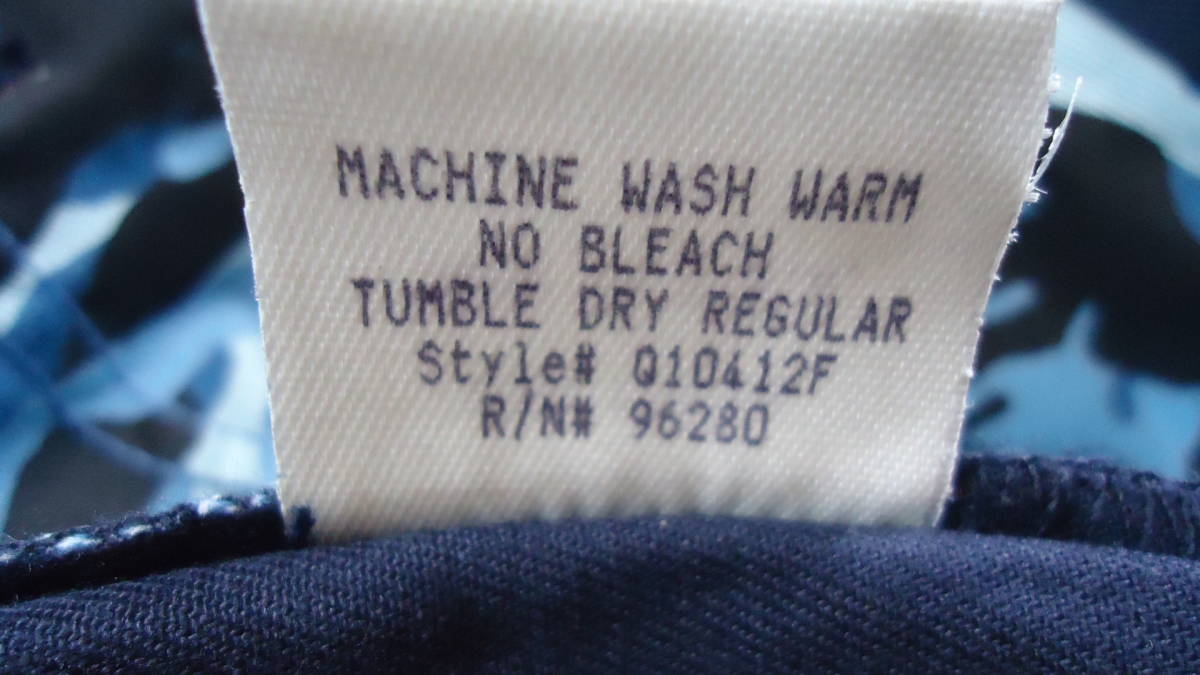 MACHINE WASH WARM
NO BLEACH
TUMBLE DRY REGULAR
Style# Q10412F
R/N# 96280